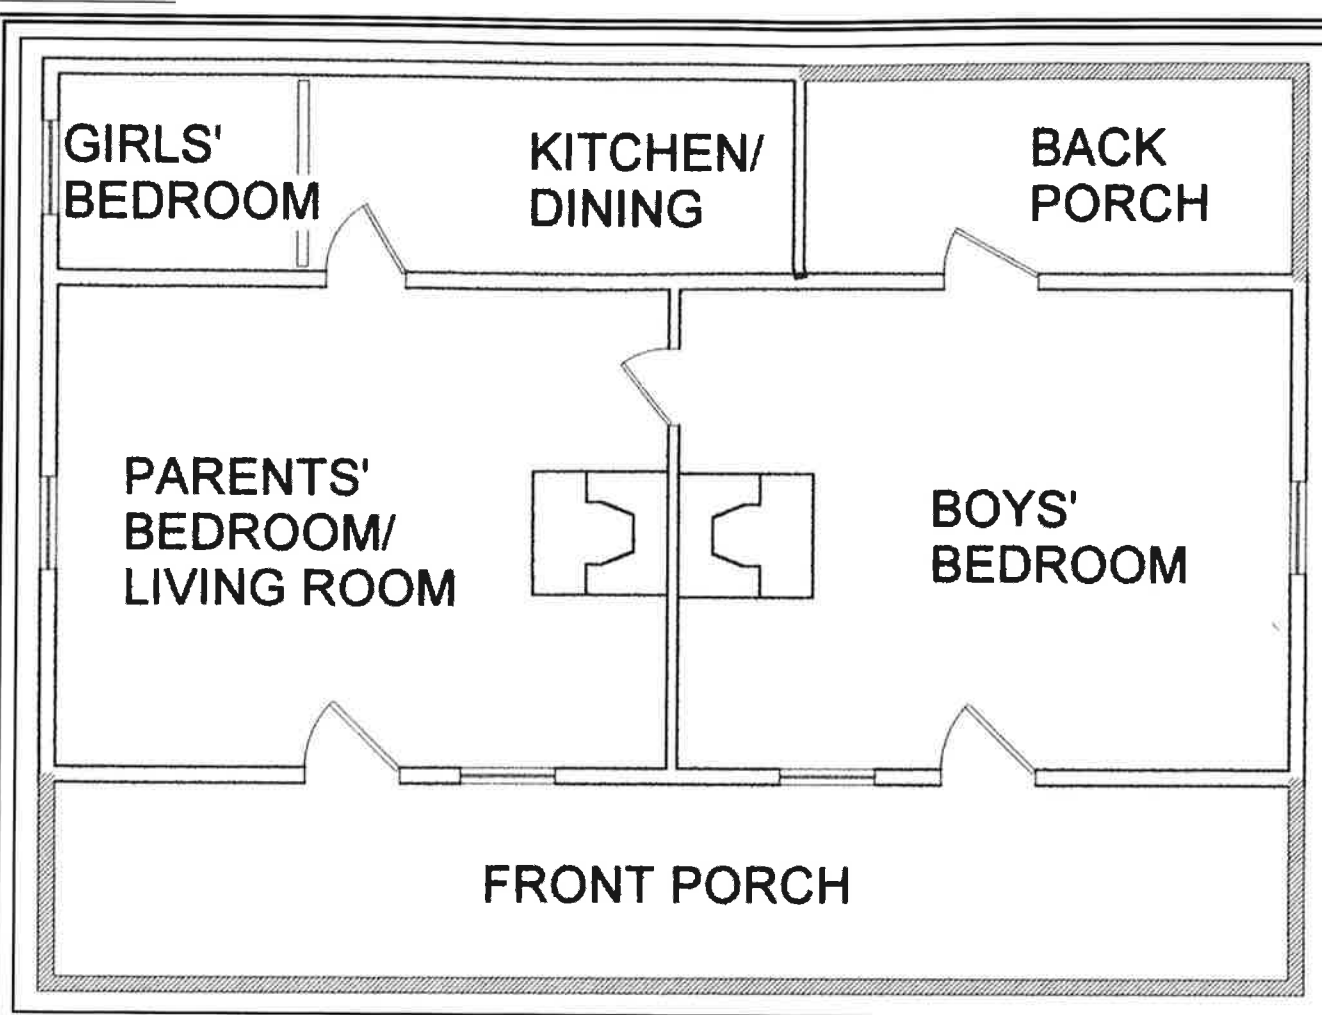 GIRLS'
BEDROOM
KITCHEN/
DINING
BACK
PORCH
PARENTS'
BEDROOM/
LIVING ROOM
BOYS'
BEDROOM
FRONT PORCH